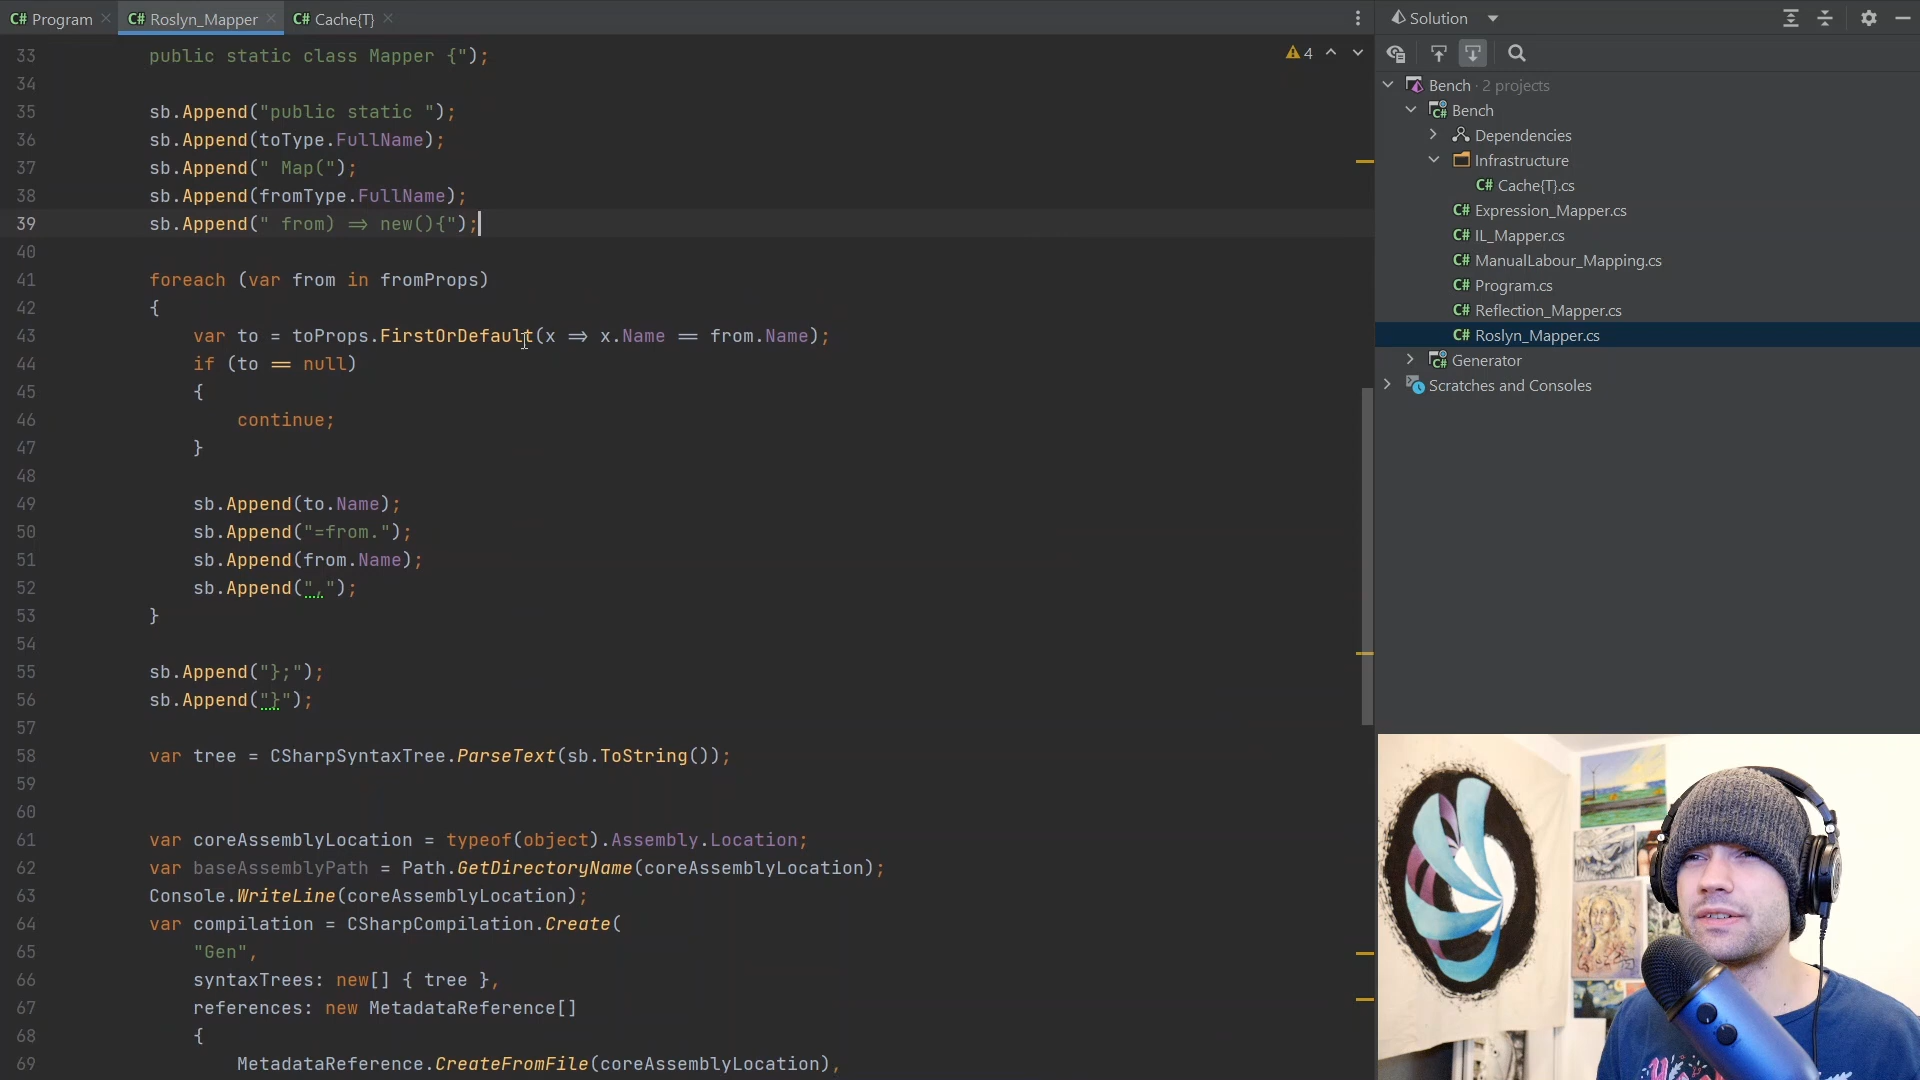 C# Program
C# Roslyn_Mapper
C# Cache{T}
4
33 public static class Mapper {");
34
35 sb.Append("public static ");
36 sb.Append(toType.FullName);
37 sb.Append(" Map(");
38 sb.Append(fromType.FullName);
39 sb.Append(" from) => new(){");
40
41 foreach (var from in fromProps)
42 {
43 var to = toProps.FirstOrDefault(x => x.Name == from.Name);
44 if (to == null)
45 {
46 continue;
47 }
48
49 sb.Append(to.Name);
50 sb.Append("=from.");
51 sb.Append(from.Name);
52 sb.Append(",");
53 }
54
55 sb.Append("};");
56 sb.Append("}");
57
58 var tree = CSharpSyntaxTree.ParseText(sb.ToString());
59
60
61 var coreAssemblyLocation = typeof(object).Assembly.Location;
62 var baseAssemblyPath = Path.GetDirectoryName(coreAssemblyLocation);
63 Console.WriteLine(coreAssemblyLocation);
64 var compilation = CSharpCompilation.Create(
65 "Gen",
66 syntaxTrees: new[] { tree },
67 references: new MetadataReference[]
68 {
69 MetadataReference.CreateFromFile(coreAssemblyLocation),
Solution
Bench · 2 projects
C# Bench
Dependencies
Infrastructure
C# Cache{T}.cs
C# Expression_Mapper.cs
C# IL_Mapper.cs
C# ManualLabour_Mapping.cs
C# Program.cs
C# Reflection_Mapper.cs
C# Roslyn_Mapper.cs
C# Generator
Scratches and Consoles